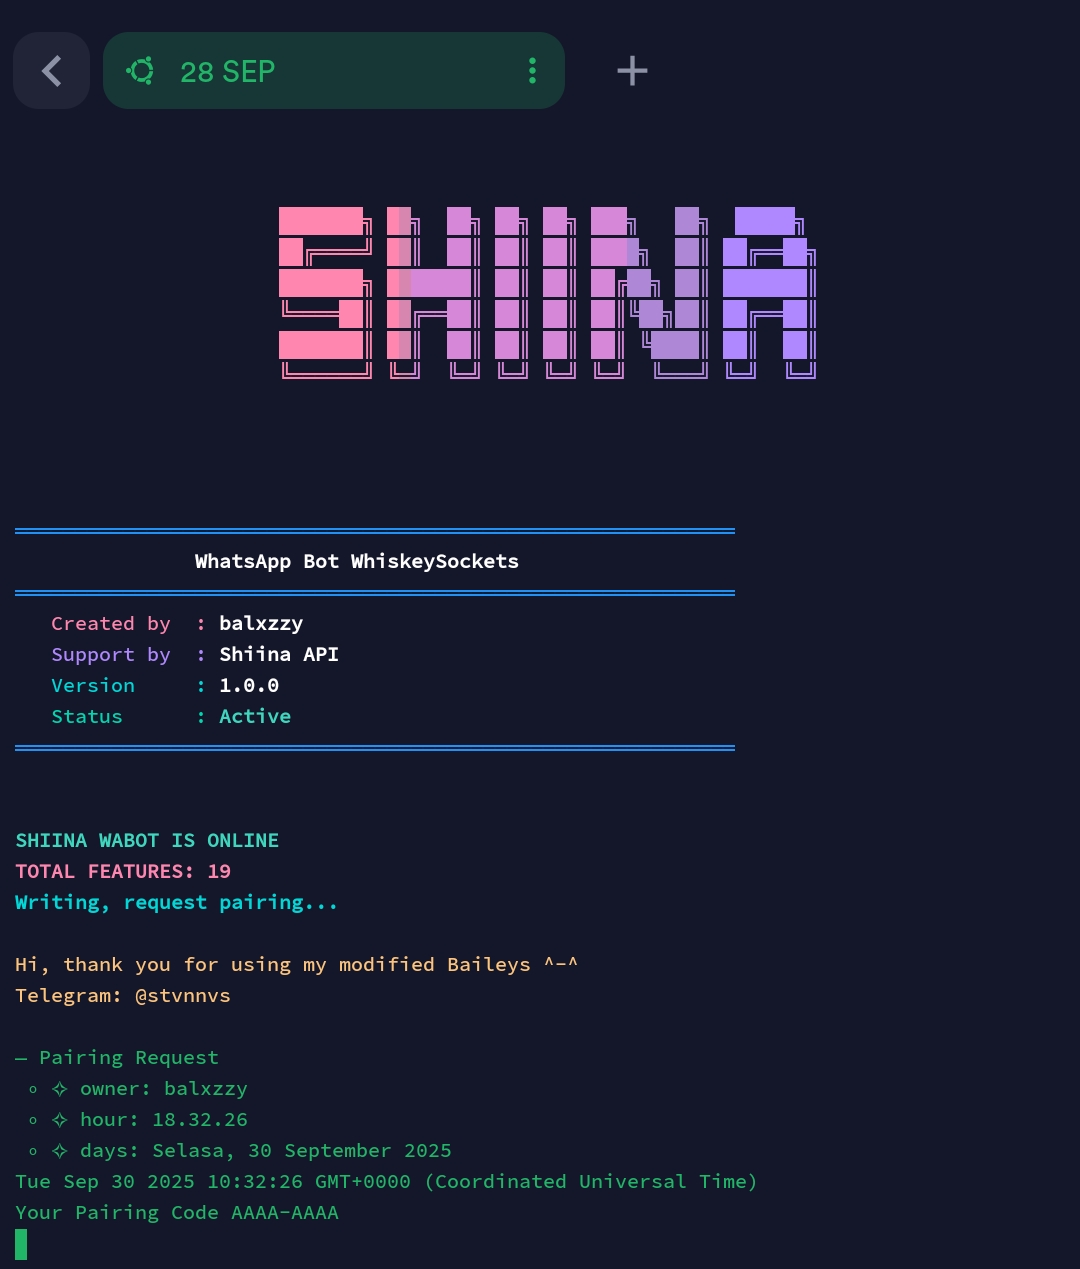 28 SEP
SHIINA
WhatsApp Bot WhiskeySockets
Created by : balxzzy
Support by : Shiina API
Version : 1.0.0
Status : Active
SHIINA WABOT IS ONLINE
TOTAL FEATURES: 19
Writing, request pairing...
Hi, thank you for using my modified Baileys ^-^
Telegram: @stvnnvs
— Pairing Request
∘ ✧ owner: balxzzy
∘ ✧ hour: 18.32.26
∘ ✧ days: Selasa, 30 September 2025
Tue Sep 30 2025 10:32:26 GMT+0000 (Coordinated Universal Time)
Your Pairing Code AAAA-AAAA